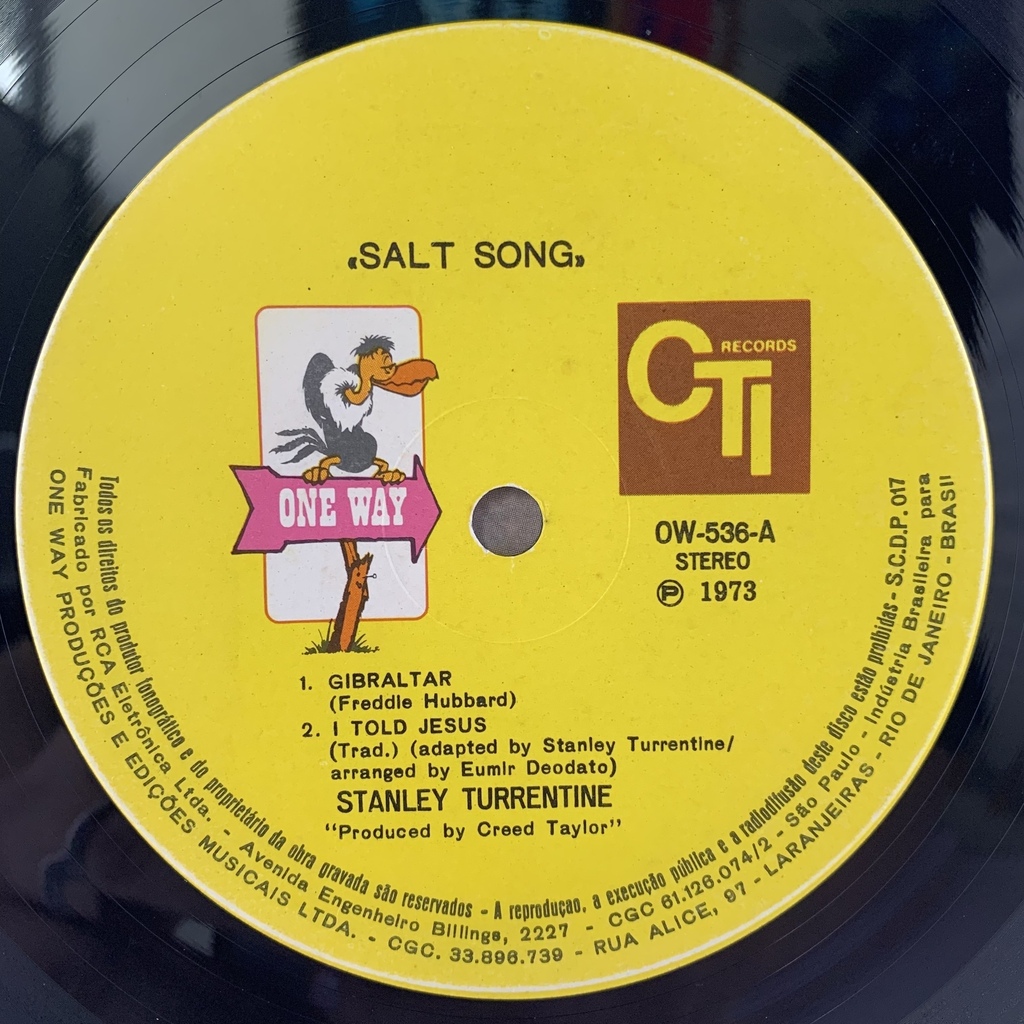 «SALT SONG»
ONE WAY
CTI
RECORDS
OW-536-A
STEREO
Ⓟ 1973
1. GIBRALTAR
(Freddie Hubbard)
2. I TOLD JESUS
(Trad.) (adapted by Stanley Turrentine/
arranged by Eumir Deodato)
STANLEY TURRENTINE
"Produced by Creed Taylor"
Todos os direitos do produtor fonográfico e do proprietário da obra gravada são reservados - A reprodução, a execução pública e a radiodifusão deste disco estão proibidas - S.C.D.P. 017
Fabricado por RCA Eletrônica Ltda. - Avenida Engenheiro Billings, 2227 - CGC 61.126.074/2 - São Paulo - Indústria Brasileira para
ONE WAY PRODUÇÕES E EDIÇÕES MUSICAIS LTDA. - CGC. 33.896.739 - RUA ALICE, 97 - LARANJEIRAS - RIO DE JANEIRO - BRASIL